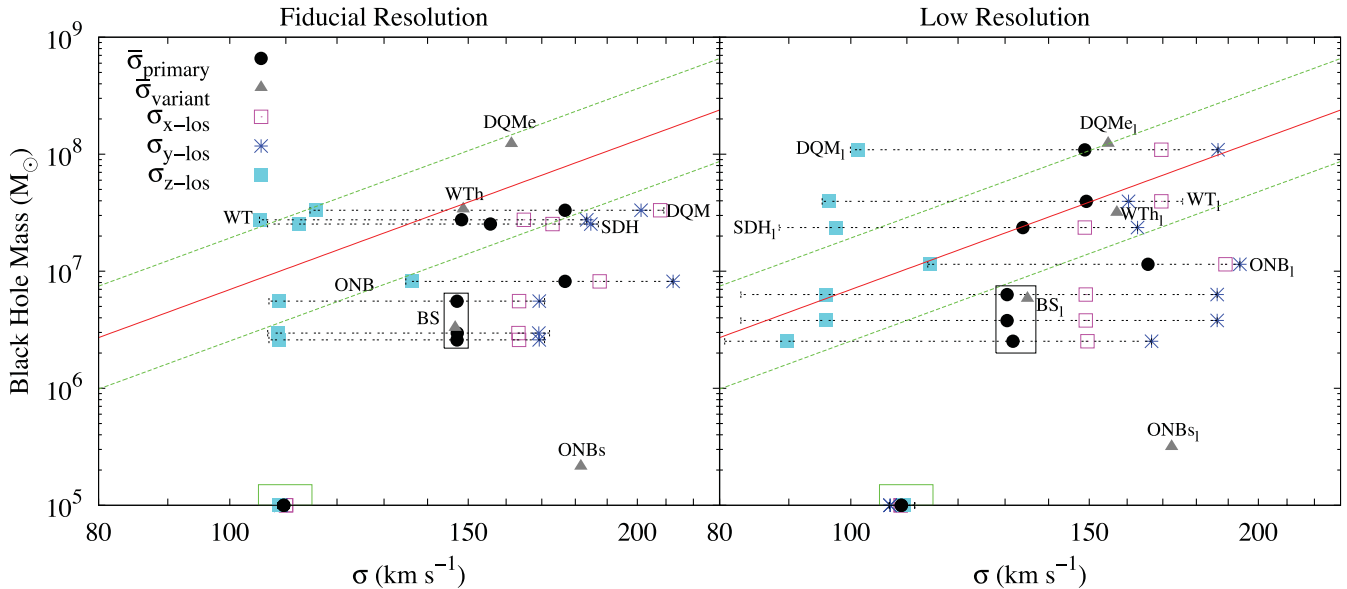 Fiducial Resolution
Low Resolution
Black Hole Mass (M⊙)
10⁹
10⁸
10⁷
10⁶
10⁵
σ̄primary
σ̄variant
σx−los
σy−los
σz−los
DQMe
WTh
WT
DQM
SDH
ONB
BS
ONBs
80
100
150
200
σ (km s⁻¹)
DQMeₗ
DQMₗ
WTₗ
WThₗ
SDHₗ
ONBₗ
BSₗ
ONBsₗ
80
100
150
200
σ (km s⁻¹)